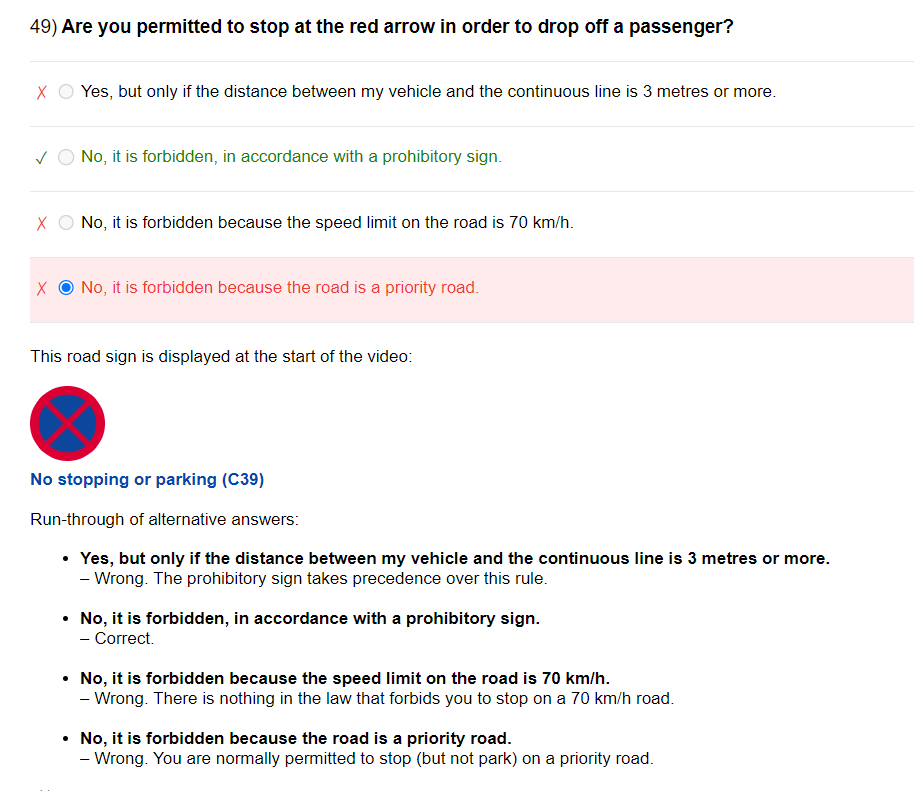 49) Are you permitted to stop at the red arrow in order to drop off a passenger?
X Yes, but only if the distance between my vehicle and the continuous line is 3 metres or more.
✓ No, it is forbidden, in accordance with a prohibitory sign.
X No, it is forbidden because the speed limit on the road is 70 km/h.
X No, it is forbidden because the road is a priority road.
This road sign is displayed at the start of the video:
No stopping or parking (C39)
Run-through of alternative answers:
• Yes, but only if the distance between my vehicle and the continuous line is 3 metres or more.
– Wrong. The prohibitory sign takes precedence over this rule.
• No, it is forbidden, in accordance with a prohibitory sign.
– Correct.
• No, it is forbidden because the speed limit on the road is 70 km/h.
– Wrong. There is nothing in the law that forbids you to stop on a 70 km/h road.
• No, it is forbidden because the road is a priority road.
– Wrong. You are normally permitted to stop (but not park) on a priority road.